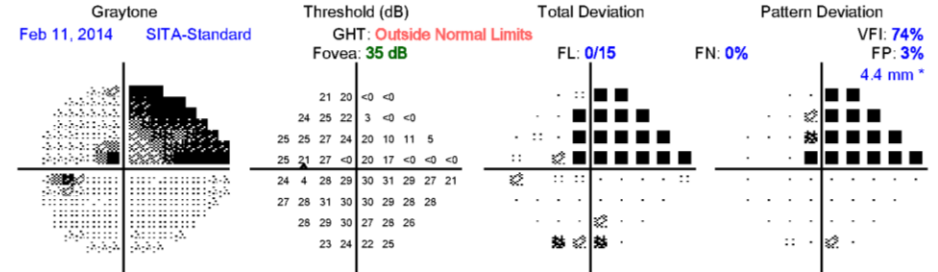 Graytone Threshold (dB) Total Deviation Pattern Deviation
Feb 11, 2014 SITA-Standard GHT: Outside Normal Limits VFI: 74%
Fovea: 35 dB FL: 0/15 FN: 0% FP: 3%
4.4 mm *
21 20 <0 <0
24 25 22 3 <0 <0
25 25 27 24 20 10 11 5
25 21 27 <0 20 17 <0 <0 <0
24 4 28 29 30 31 29 27 21
27 28 31 30 30 29 28 28
28 29 30 27 28 26
23 24 22 25